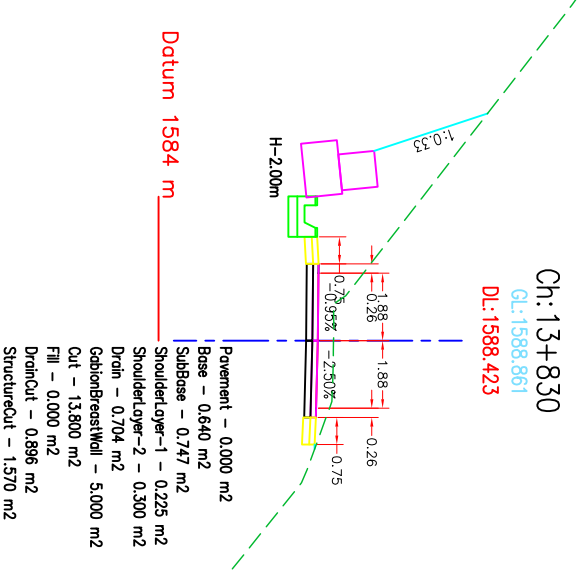 Ch:13+830
GL:1588.861
DL:1588.423
1:0.33
H-2.00m
Datum 1584 m
0.75
0.26
1.88
1.88
0.26
0.75
-0.95%
-2.50%
Pavement - 0.000 m2
Base - 0.640 m2
SubBase - 0.747 m2
ShoulderLayer-1 - 0.225 m2
ShoulderLayer-2 - 0.300 m2
Drain - 0.704 m2
GabionBreastWall - 5.000 m2
Cut - 13.800 m2
Fill - 0.000 m2
DrainCut - 0.896 m2
StructureCut - 1.570 m2